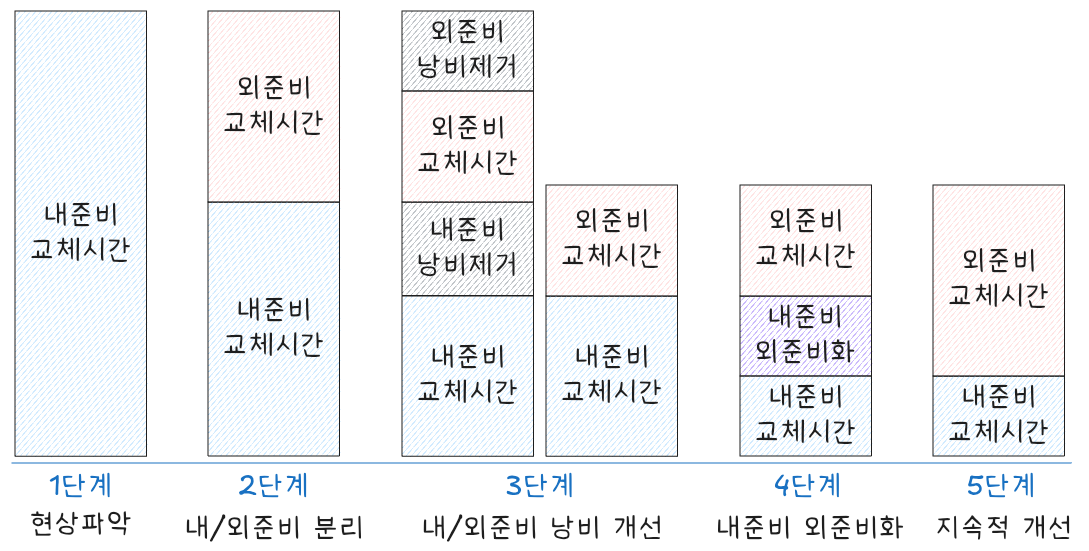 내준비
교체시간
외준비
교체시간
내준비
교체시간
외준비
낭비제거
외준비
교체시간
내준비
낭비제거
내준비
교체시간
외준비
교체시간
내준비
교체시간
외준비
교체시간
내준비
외준비화
내준비
교체시간
외준비
교체시간
내준비
교체시간
1단계
현상파악
2단계
내/외준비 분리
3단계
내/외준비 낭비 개선
4단계
내준비 외준비화
5단계
지속적 개선